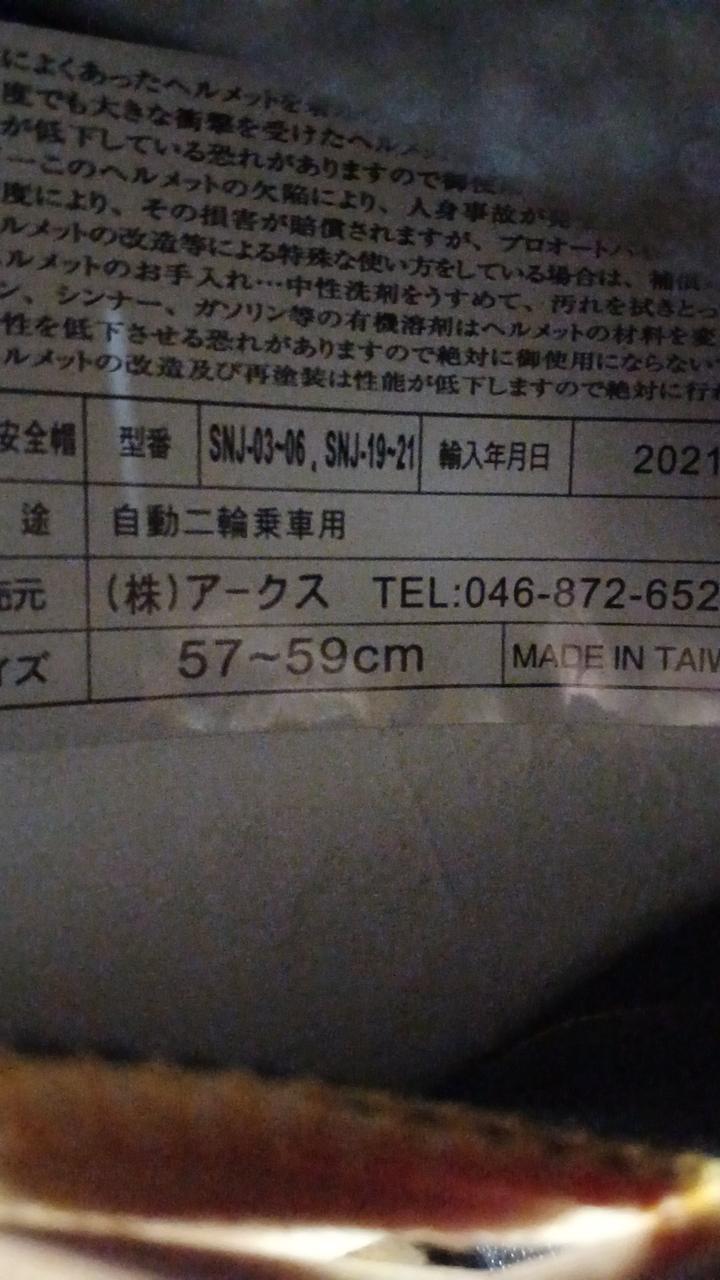 によくあったヘルメットを
度でも大きな衝撃を受けたヘルメ
が低下している恐れがありますので御使
ーこのヘルメットの欠陥により、人身事故が発
度により、その損害が賠償されますが、プロオートハ
ルメットの改造等による特殊な使い方をしている場合は、補償
ルメットのお手入れ…中性洗剤をうすめて、汚れを拭きとっ
ン、シンナー、ガソリン等の有機溶剤はヘルメットの材料を変
性を低下させる恐れがありますので絶対に御使用にならない
ルメットの改造及び再塗装は性能が低下しますので絶対に行わ
安全帽 型番 SNJ-03~06 , SNJ-19~21 輸入年月日 2021
途 自動二輪乗車用
売元 (株)アークス TEL:046-872-652
イズ 57~59cm MADE IN TAIW